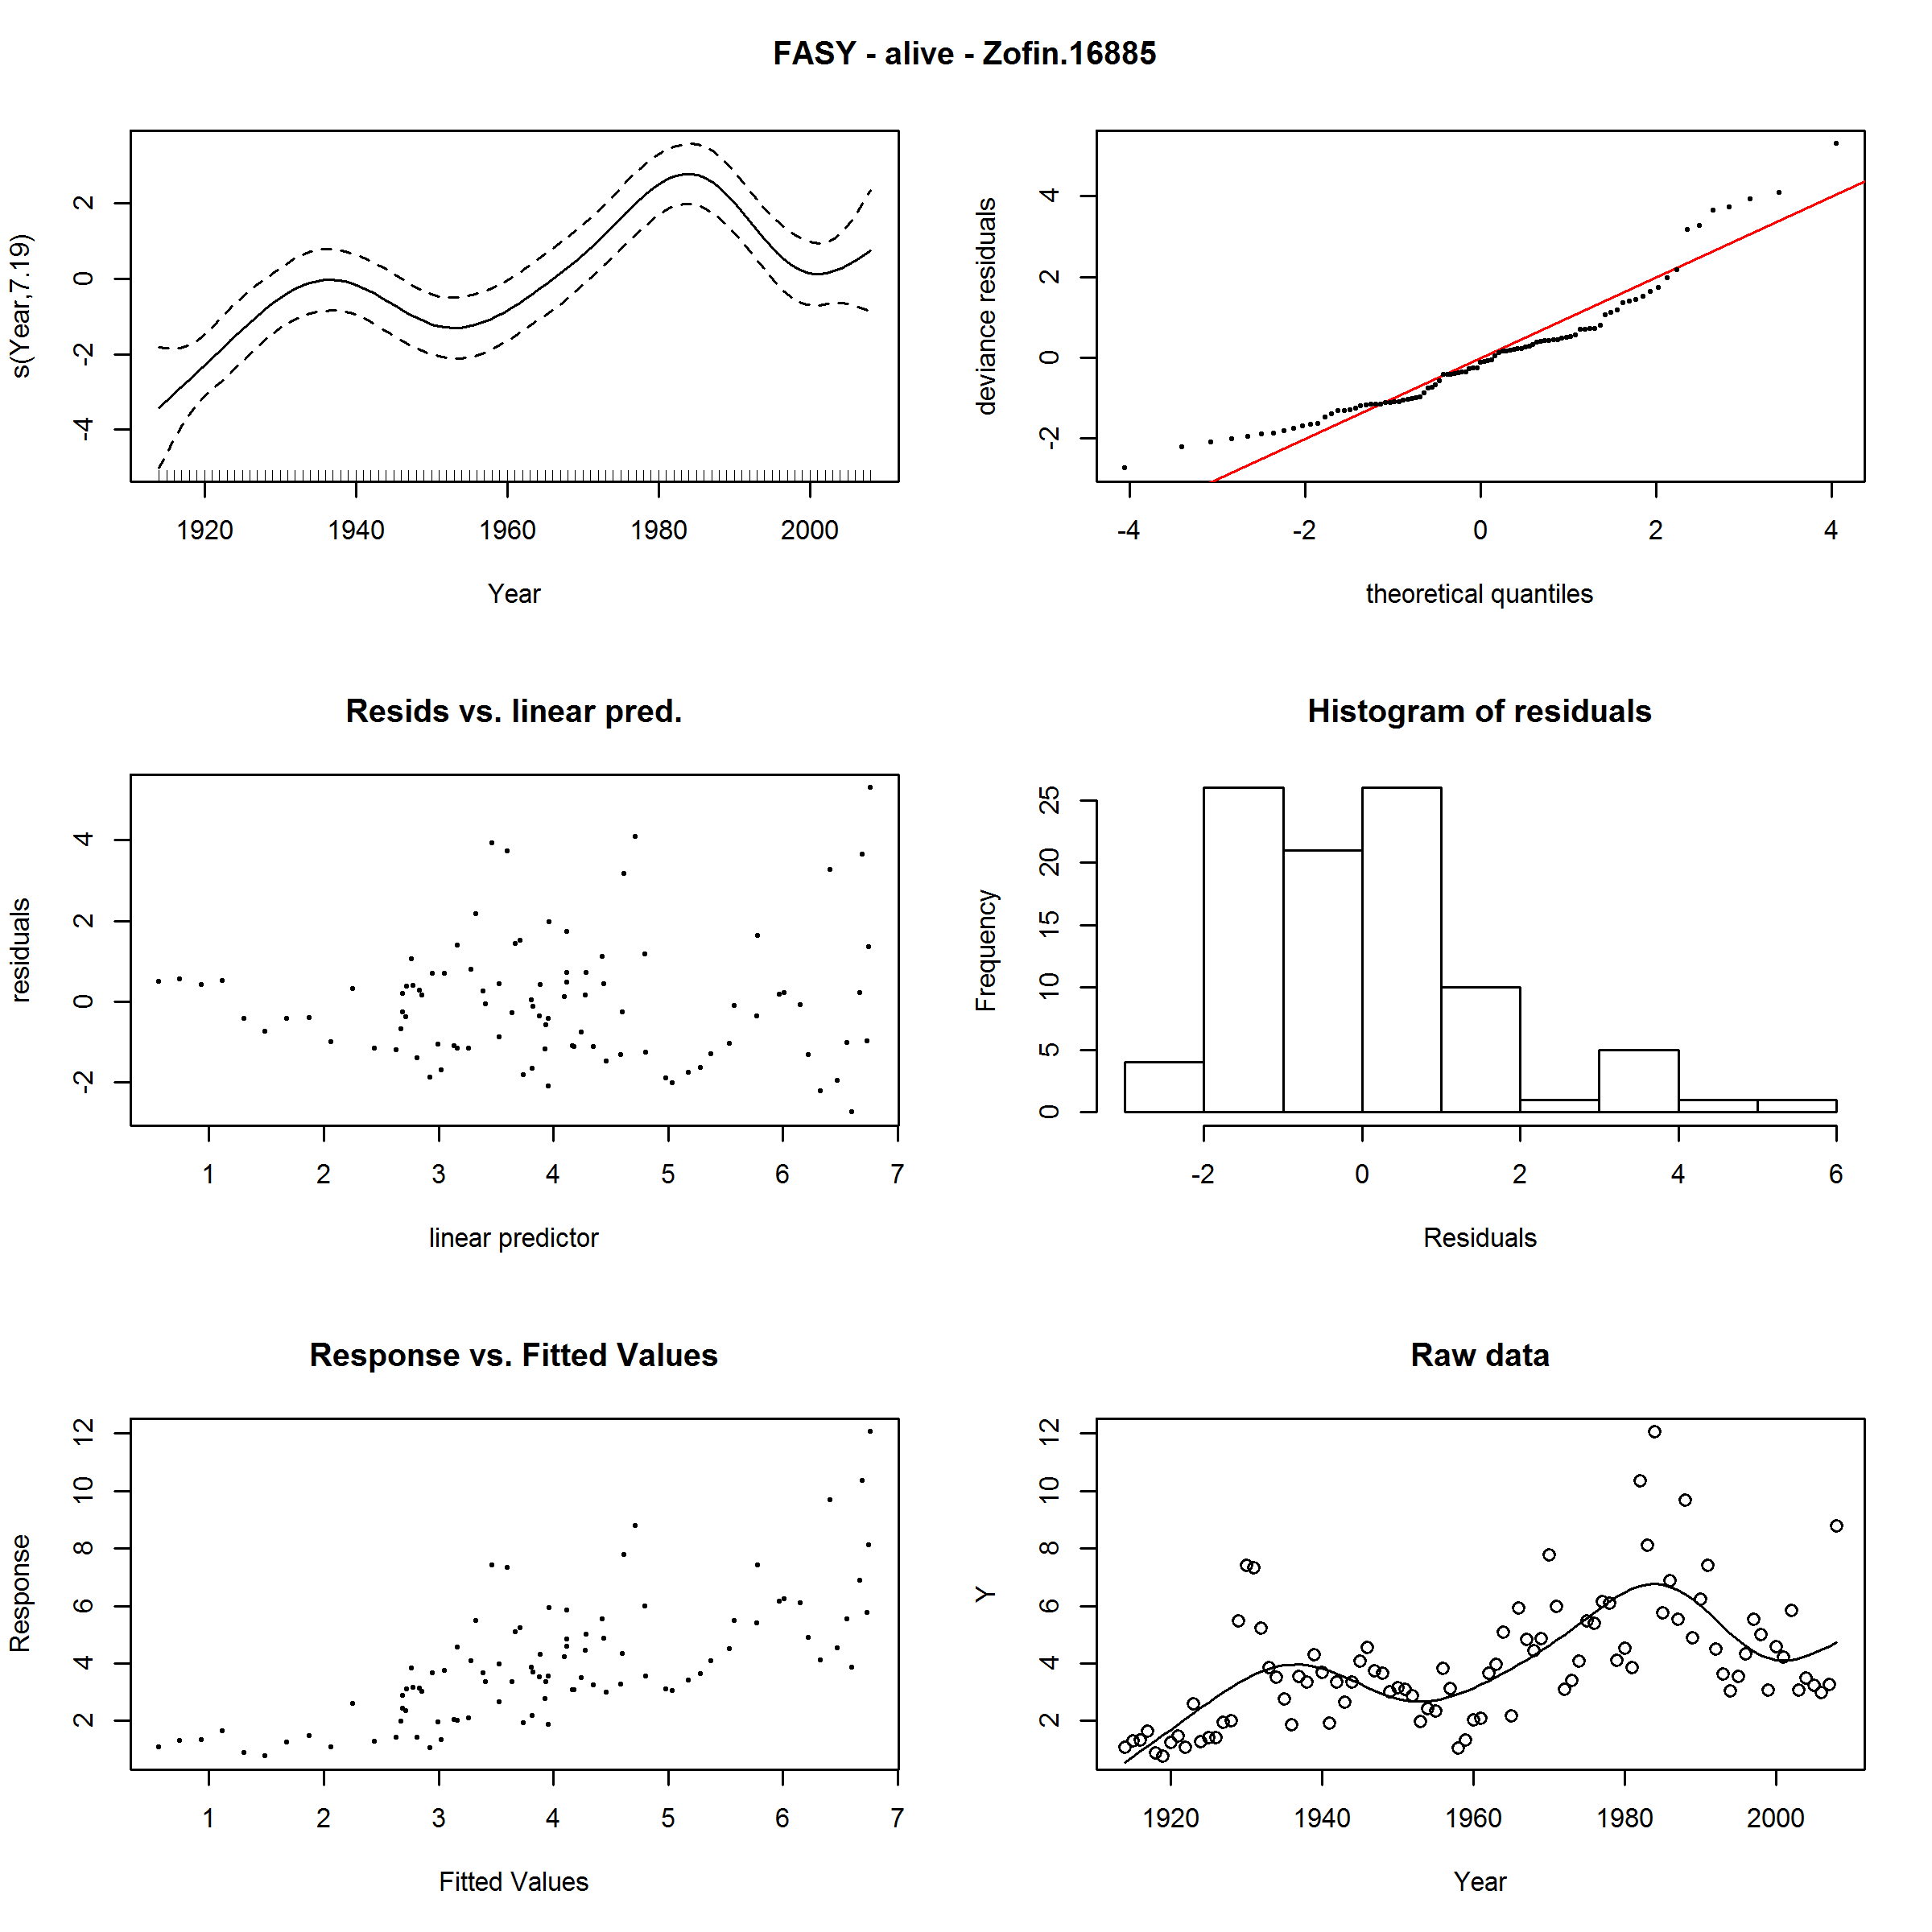 FASY - alive - Zofin.16885
s(Year,7.19)
2
0
-2
-4
1920 1940 1960 1980 2000
Year
deviance residuals
4
2
0
-2
-4 -2 0 2 4
theoretical quantiles
Resids vs. linear pred.
residuals
4
2
0
-2
1 2 3 4 5 6 7
linear predictor
Histogram of residuals
Frequency
25
20
15
10
5
0
-2 0 2 4 6
Residuals
Response vs. Fitted Values
Response
12
10
8
6
4
2
1 2 3 4 5 6 7
Fitted Values
Raw data
Y
12
10
8
6
4
2
1920 1940 1960 1980 2000
Year